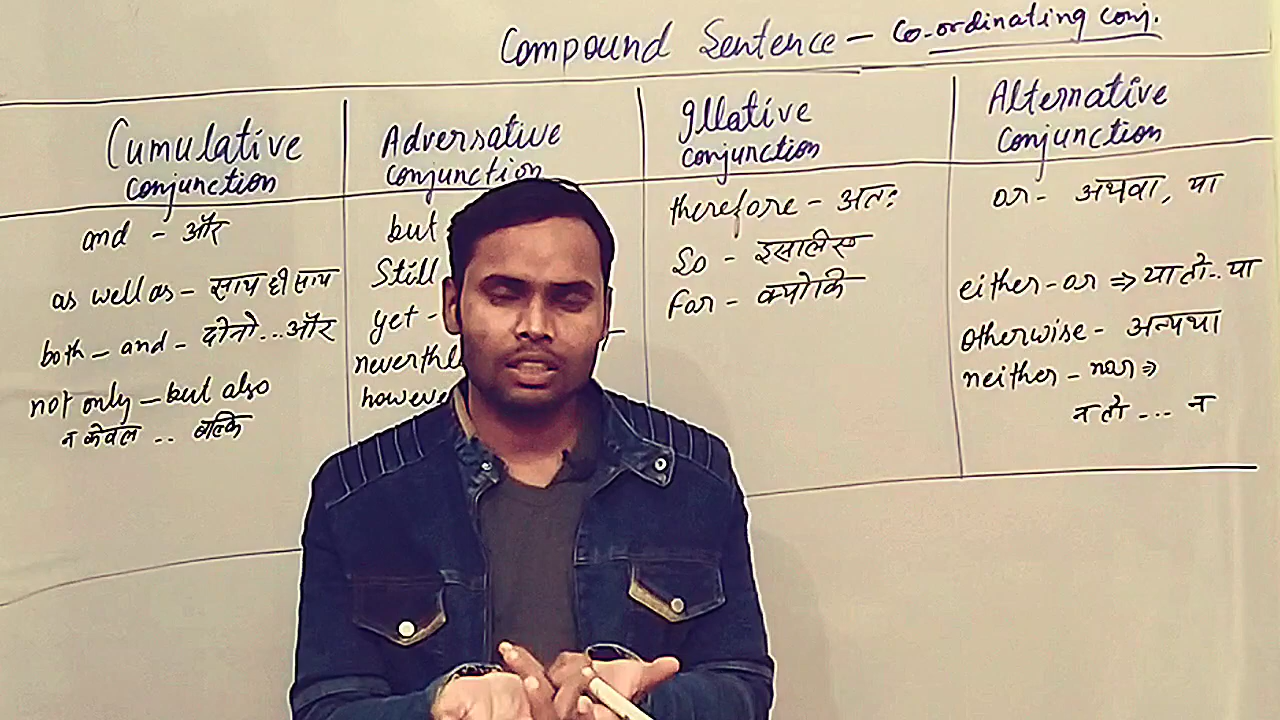 Compound Sentence - Co-ordinating conj.
Cumulative
conjunction
and - और
as well as - साथ ही साथ
both - and - दोनो...और
not only - but also
न केवल .. बल्कि
Adversative
conjunction
but
Still
yet -
Illative
conjunction
therefore - अतः
So - इसलिए
For - क्योकि
Alternative
conjunction
or - अथवा, या
either - or ⇒ या तो.. या
otherwise - अन्यथा
neither - nor ⇒
न तो ... न